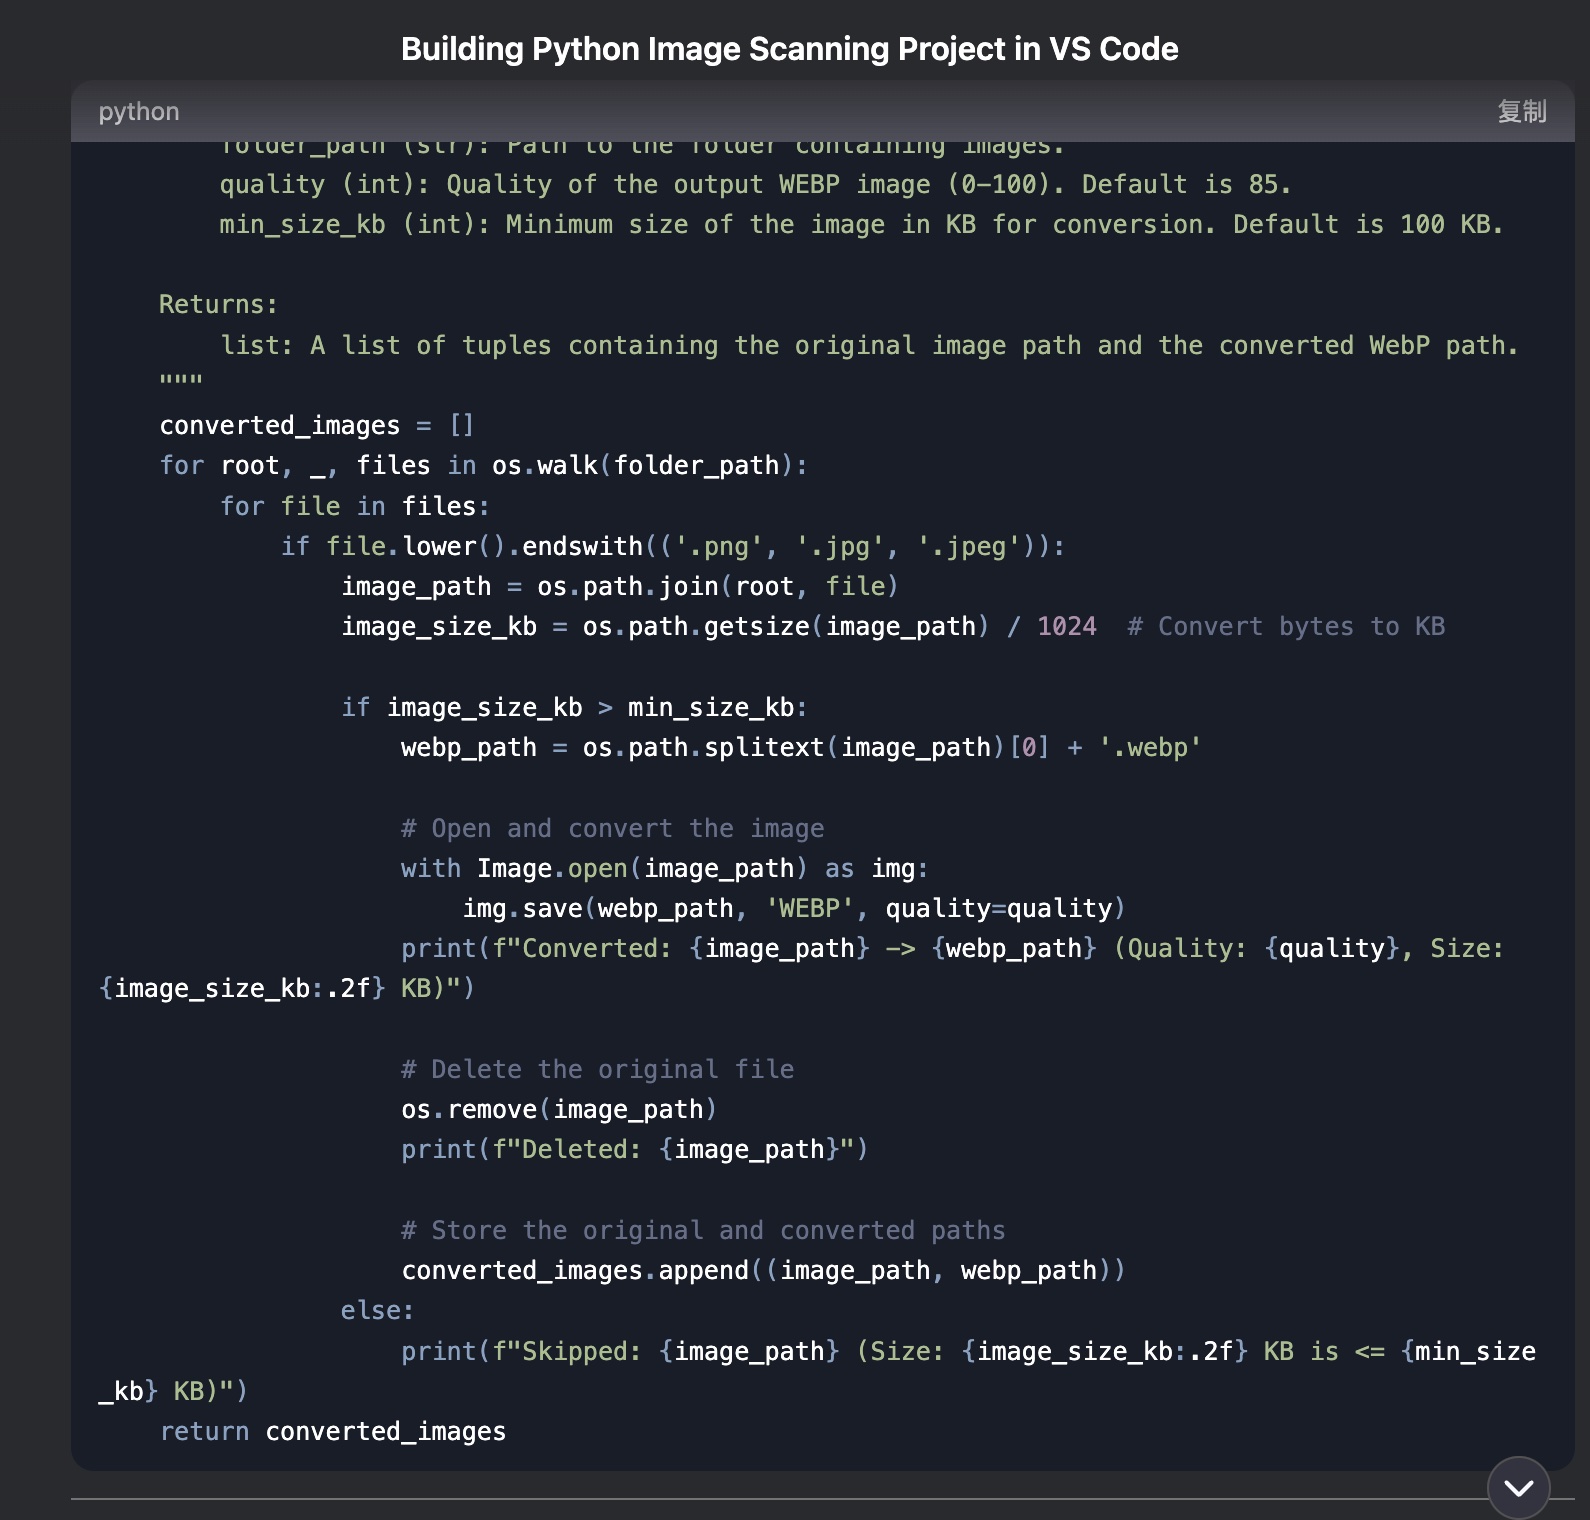 Building Python Image Scanning Project in VS Code
python
复制
folder_path (str): Path to the folder containing images.
quality (int): Quality of the output WEBP image (0–100). Default is 85.
min_size_kb (int): Minimum size of the image in KB for conversion. Default is 100 KB.
Returns:
list: A list of tuples containing the original image path and the converted WebP path.
"""
converted_images = []
for root, _, files in os.walk(folder_path):
for file in files:
if file.lower().endswith(('.png', '.jpg', '.jpeg')):
image_path = os.path.join(root, file)
image_size_kb = os.path.getsize(image_path) / 1024  # Convert bytes to KB
if image_size_kb > min_size_kb:
webp_path = os.path.splitext(image_path)[0] + '.webp'
# Open and convert the image
with Image.open(image_path) as img:
img.save(webp_path, 'WEBP', quality=quality)
print(f"Converted: {image_path} -> {webp_path} (Quality: {quality}, Size:
{image_size_kb:.2f} KB)")
# Delete the original file
os.remove(image_path)
print(f"Deleted: {image_path}")
# Store the original and converted paths
converted_images.append((image_path, webp_path))
else:
print(f"Skipped: {image_path} (Size: {image_size_kb:.2f} KB is <= {min_size
_kb} KB)")
return converted_images